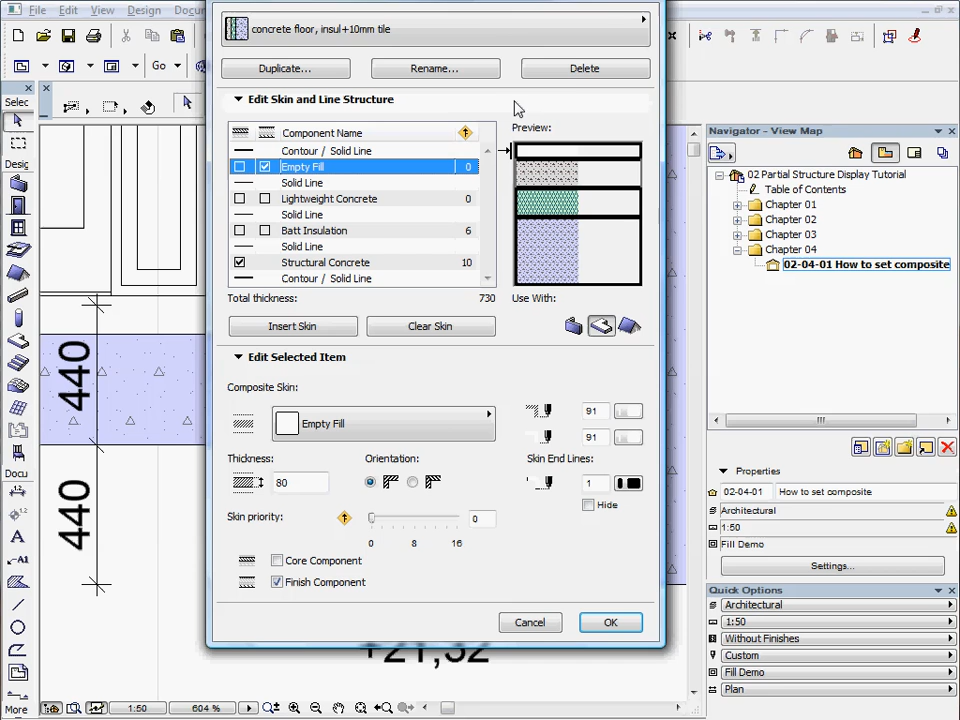 File Edit View Design Docu
concrete floor, insul+10mm tile
Duplicate... Rename... Delete
Go
Selec
Edit Skin and Line Structure
Preview:
Navigator - View Map
Component Name
Contour / Solid Line
Empty Fill 0
Solid Line
Lightweight Concrete 0
Solid Line
Batt Insulation 6
Solid Line
Structural Concrete 10
Contour / Solid Line
Total thickness: 730
Use With:
Insert Skin Clear Skin
Edit Selected Item
Composite Skin:
Empty Fill
91
91
Thickness:
80
Orientation:
Skin End Lines:
1
Hide
Skin priority:
0
0 8 16
Core Component
Finish Component
Cancel OK
Desig
Docu
A
A1
More
440
440
+21,52
1:50
604 %
02 Partial Structure Display Tutorial
Table of Contents
Chapter 01
Chapter 02
Chapter 03
Chapter 04
02-04-01 How to set composite
Properties
02-04-01 How to set composite
Architectural
1:50
Fill Demo
Settings...
Quick Options
Architectural
1:50
Without Finishes
Custom
Fill Demo
Plan